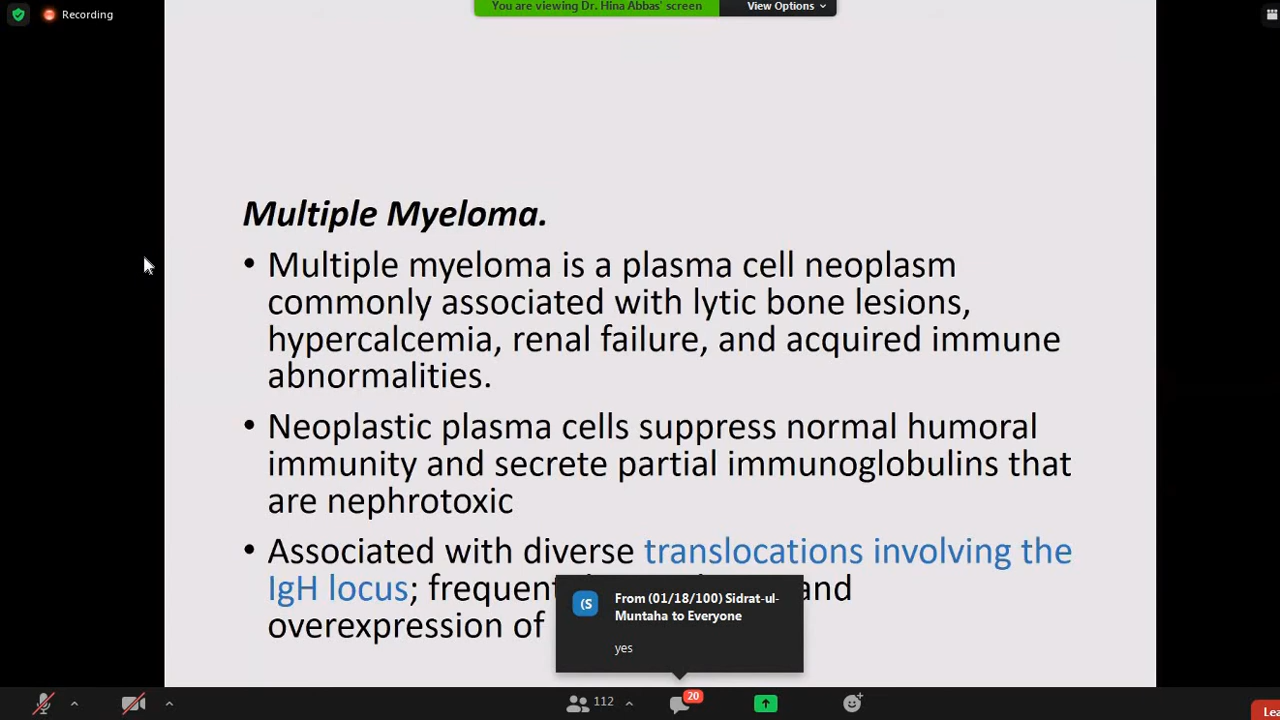 Recording
You are viewing Dr. Hina Abbas' screen
View Options
Multiple Myeloma.
• Multiple myeloma is a plasma cell neoplasm
commonly associated with lytic bone lesions,
hypercalcemia, renal failure, and acquired immune
abnormalities.
• Neoplastic plasma cells suppress normal humoral
immunity and secrete partial immunoglobulins that
are nephrotoxic
• Associated with diverse translocations involving the
IgH locus; frequent and
overexpression of
(S
From (01/18/100) Sidrat-ul-
Muntaha to Everyone
yes
112
20
Lea